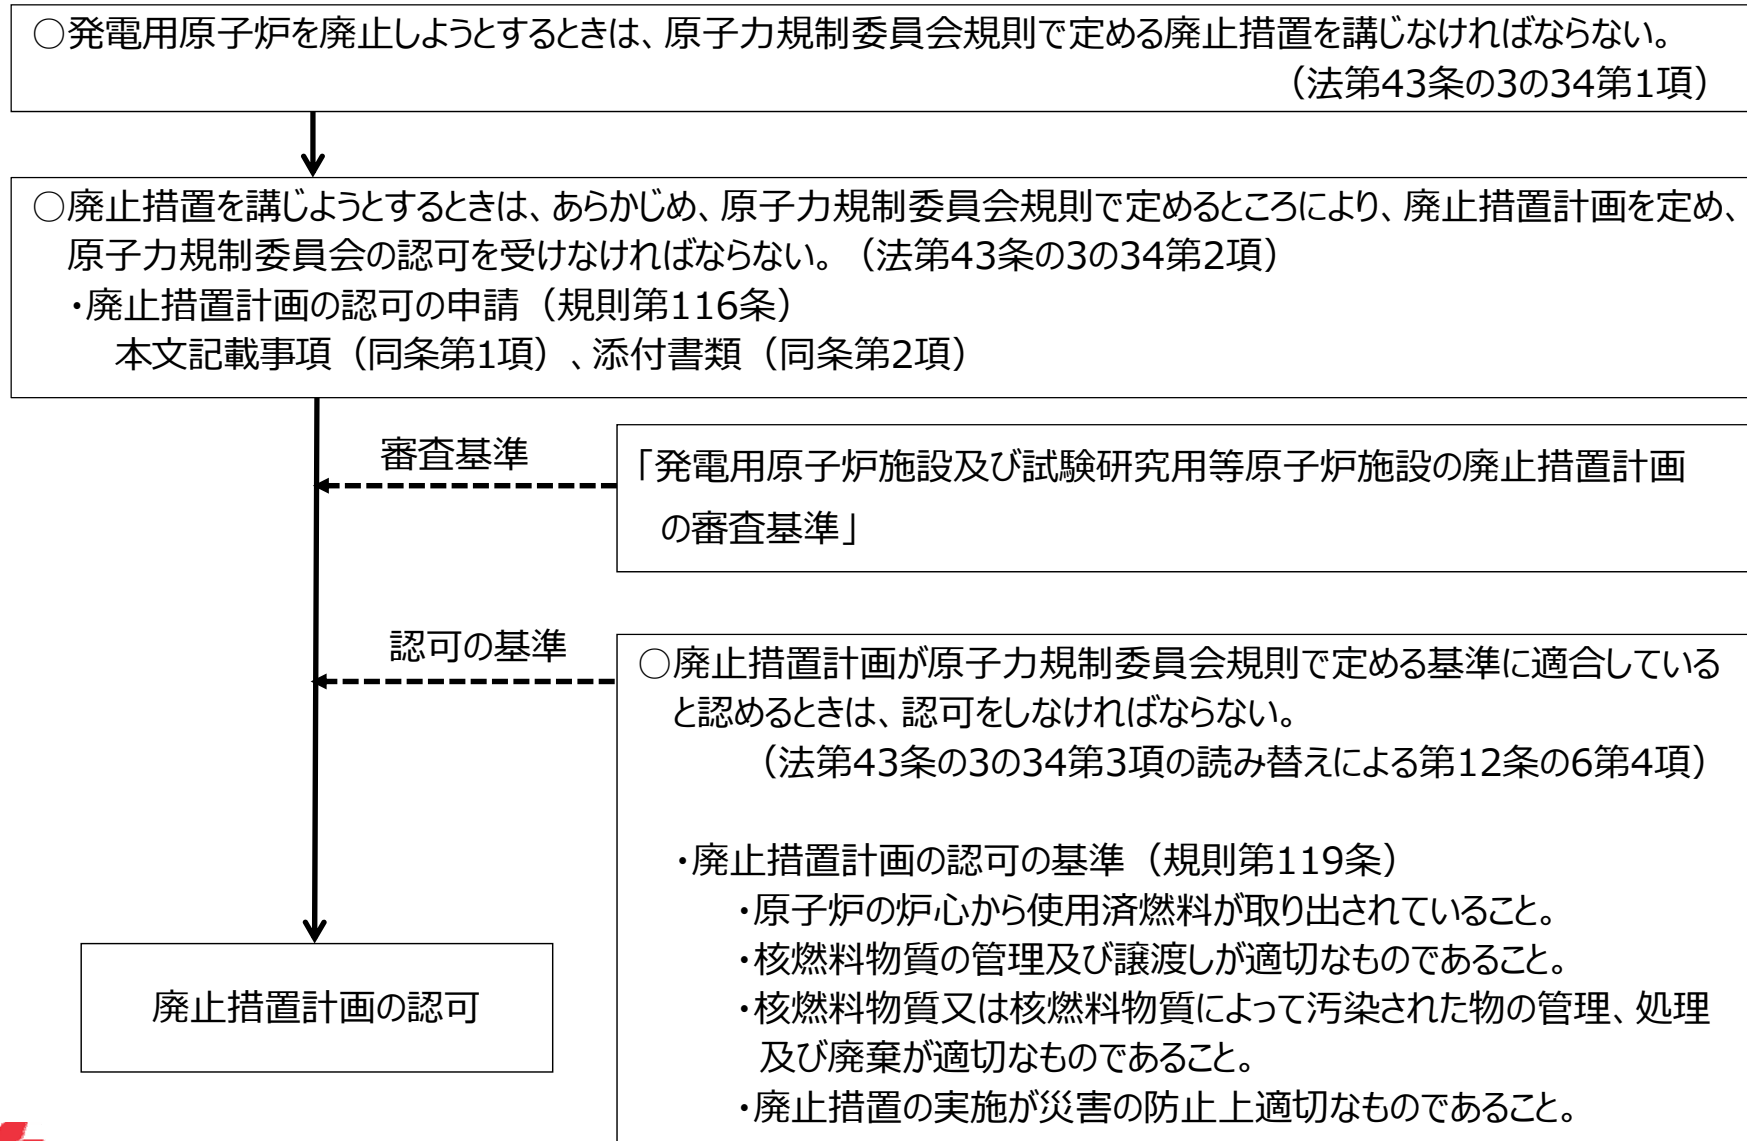 ○発電用原子炉を廃止しようとするときは、原子力規制委員会規則で定める廃止措置を講じなければならない。
（法第43条の3の34第1項）
○廃止措置を講じようとするときは、あらかじめ、原子力規制委員会規則で定めるところにより、廃止措置計画を定め、
原子力規制委員会の認可を受けなければならない。（法第43条の3の34第2項）
・廃止措置計画の認可の申請（規則第116条）
本文記載事項（同条第1項）、添付書類（同条第2項）
審査基準
「発電用原子炉施設及び試験研究用等原子炉施設の廃止措置計画
の審査基準」
認可の基準
○廃止措置計画が原子力規制委員会規則で定める基準に適合している
と認めるときは、認可をしなければならない。
（法第43条の3の34第3項の読み替えによる第12条の6第4項）
・廃止措置計画の認可の基準（規則第119条）
・原子炉の炉心から使用済燃料が取り出されていること。
・核燃料物質の管理及び譲渡しが適切なものであること。
・核燃料物質又は核燃料物質によって汚染された物の管理、処理
及び廃棄が適切なものであること。
・廃止措置の実施が災害の防止上適切なものであること。
廃止措置計画の認可